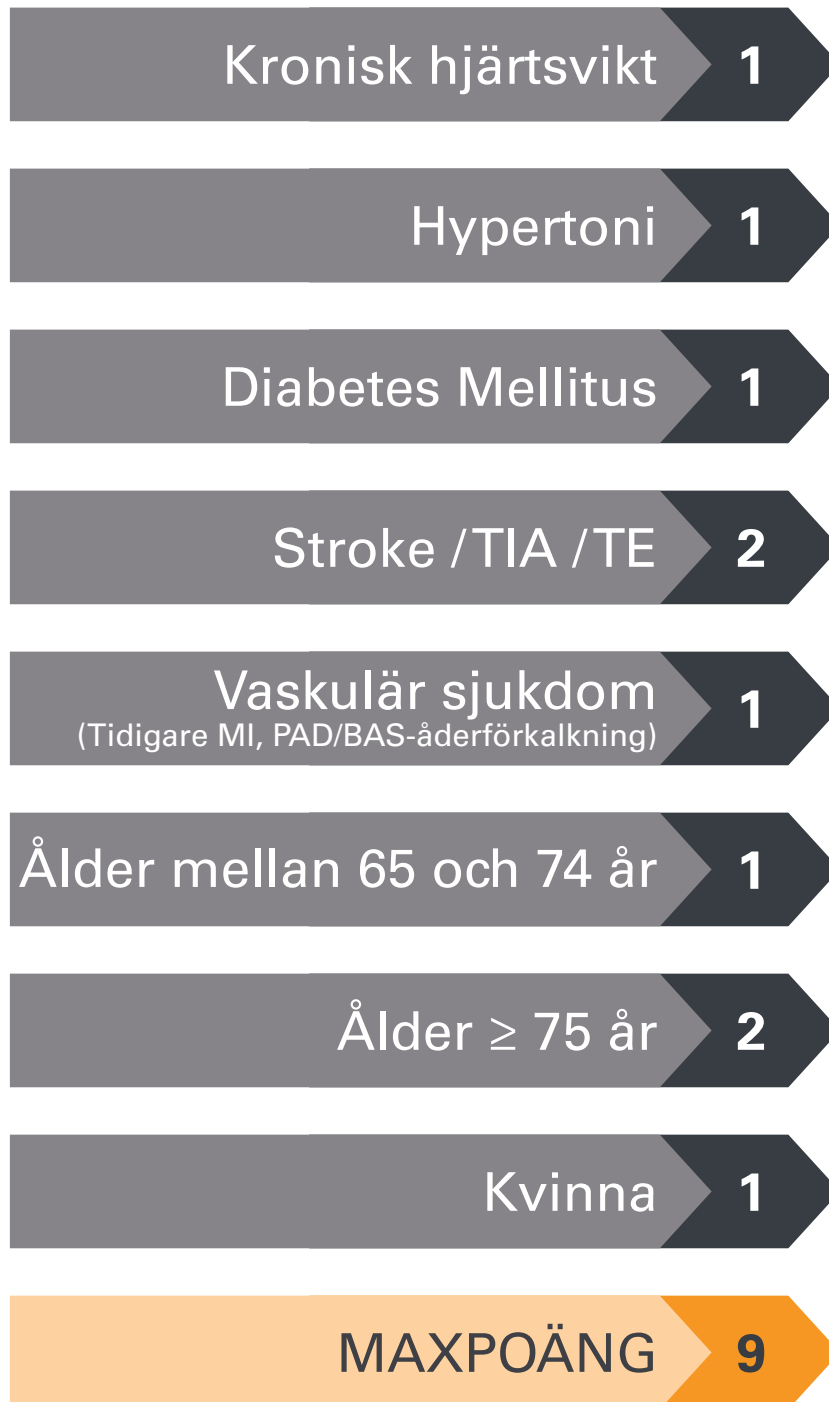 Kronisk hjärtsvikt 1
Hypertoni 1
Diabetes Mellitus 1
Stroke / TIA / TE 2
Vaskulär sjukdom 1
(Tidigare MI, PAD/BAS-åderförkalkning)
Ålder mellan 65 och 74 år 1
Ålder ≥ 75 år 2
Kvinna 1
MAXPOÄNG 9